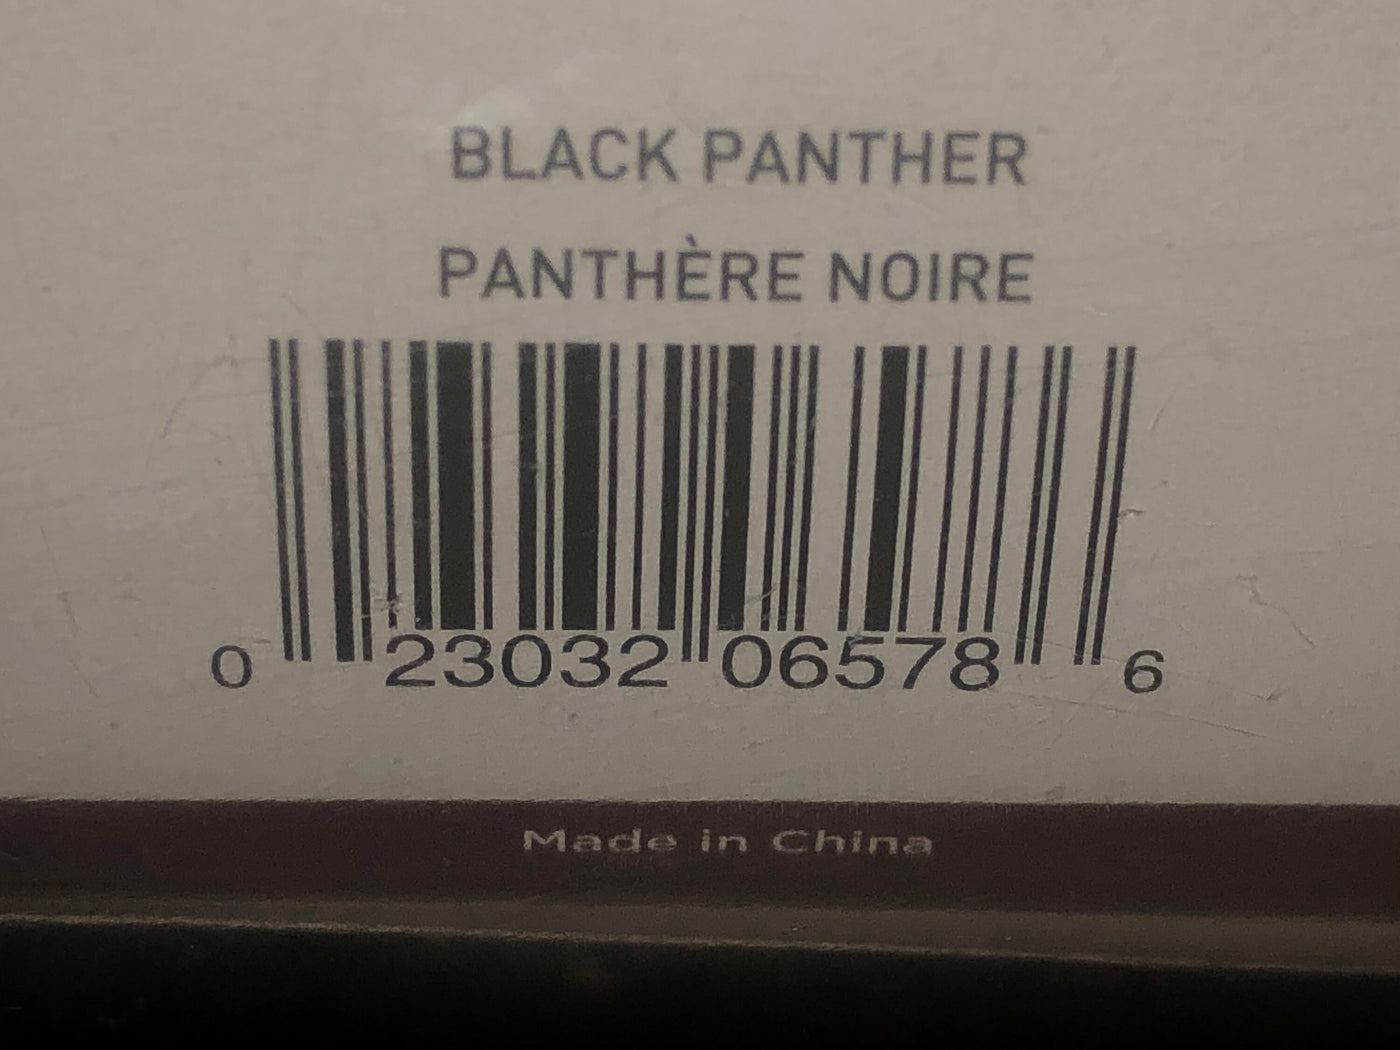 BLACK PANTHER
PANTHÈRE NOIRE
0 23032 06578 6
Made in China